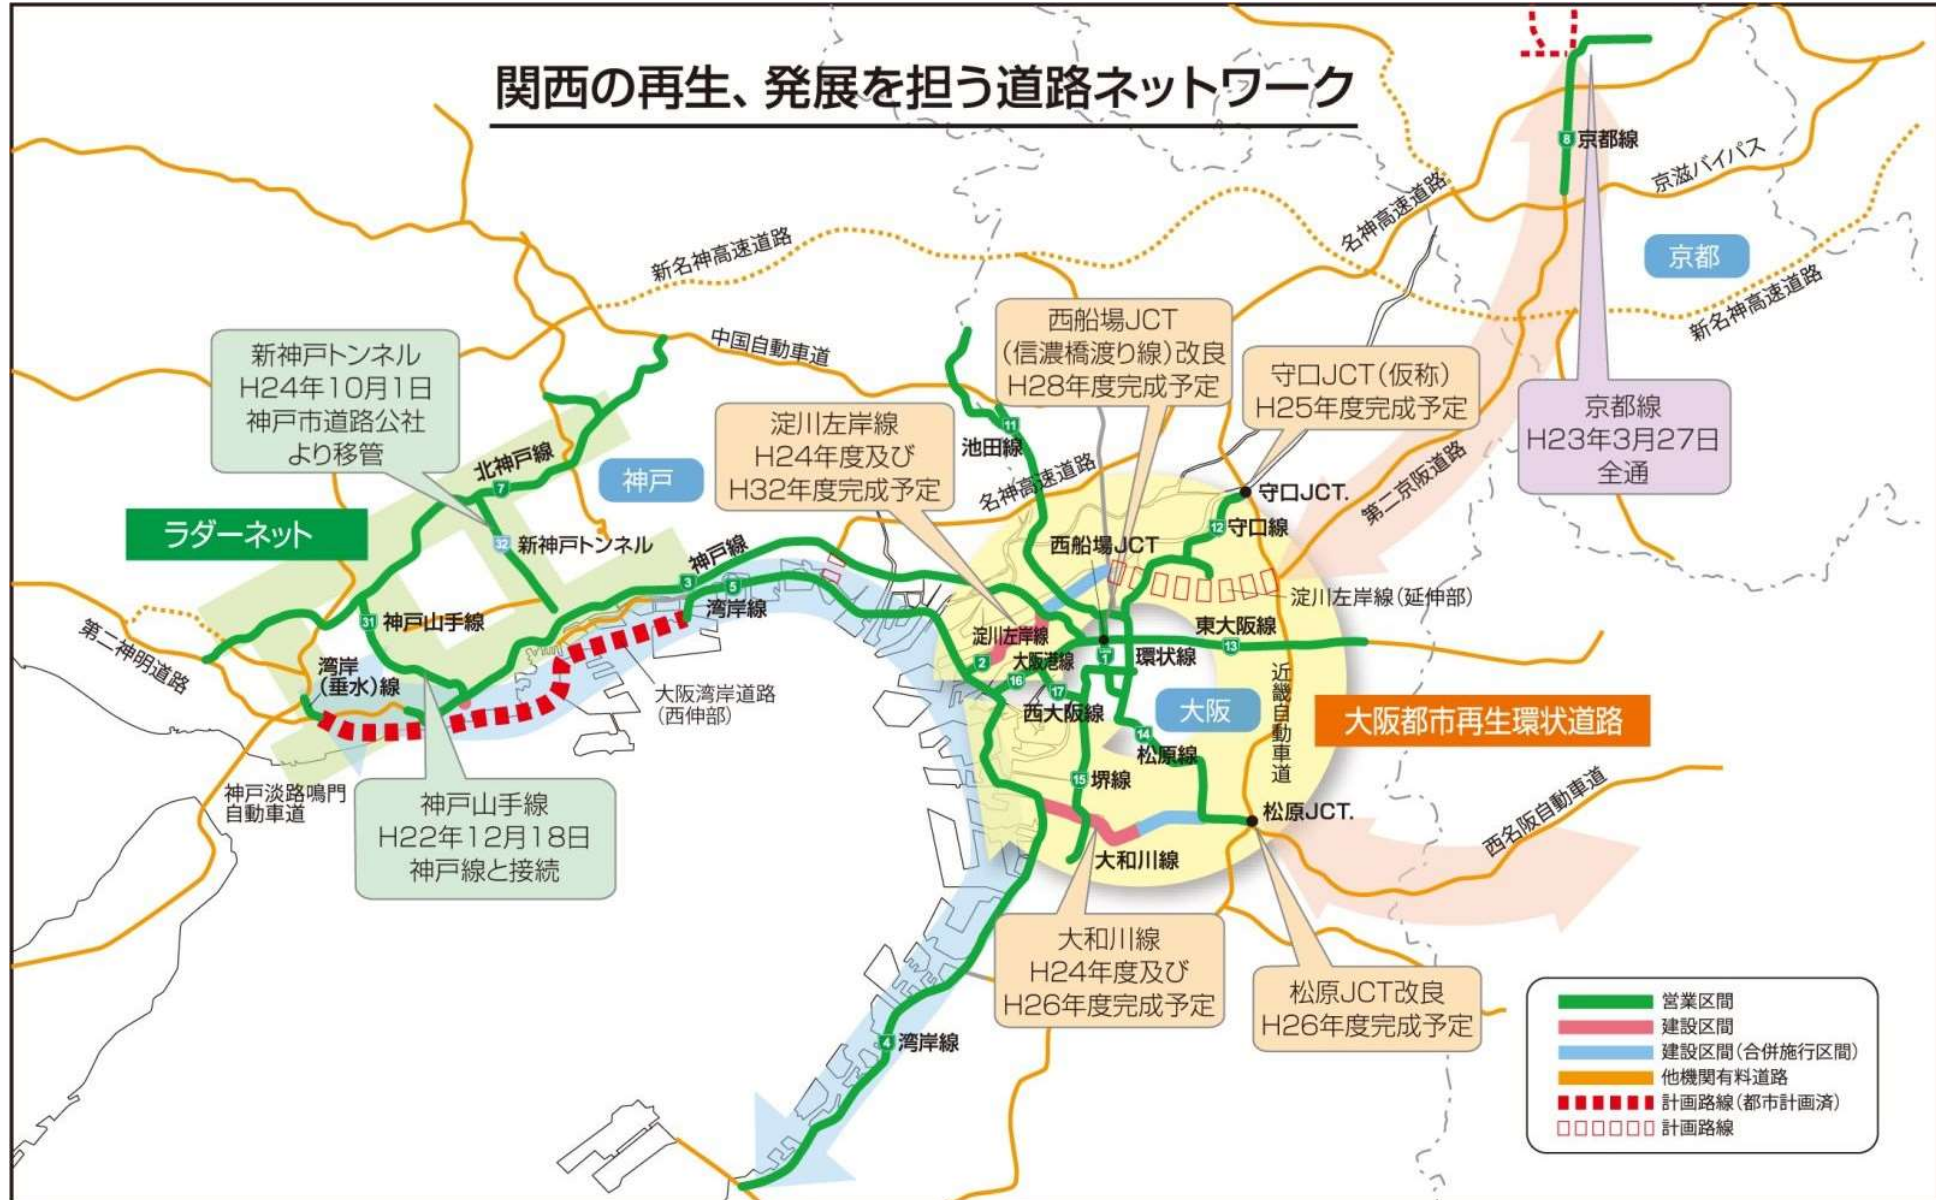 関西の再生、発展を担う道路ネットワーク
8
京都線
京滋バイパス
名神高速道路
新名神高速道路
京都
新名神高速道路
中国自動車道
西船場JCT
(信濃橋渡り線)改良
H28年度完成予定
守口JCT(仮称)
H25年度完成予定
京都線
H23年3月27日
全通
新神戸トンネル
H24年10月1日
神戸市道路公社
より移管
淀川左岸線
H24年度及び
H32年度完成予定
11
池田線
名神高速道路
第二京阪道路
北神戸線
7
神戸
守口JCT.
12
守口線
ラダーネット
32
新神戸トンネル
神戸線
3
5
湾岸線
西船場JCT
淀川左岸線(延伸部)
31
神戸山手線
第二神明道路
湾岸
(垂水)線
大阪湾岸道路
(西伸部)
淀川左岸線
2
大阪港線
16
17
西大阪線
1
環状線
東大阪線
13
近畿自動車道
大阪
大阪都市再生環状道路
14
松原線
15
堺線
神戸淡路鳴門
自動車道
神戸山手線
H22年12月18日
神戸線と接続
松原JCT.
西名阪自動車道
大和川線
大和川線
H24年度及び
H26年度完成予定
松原JCT改良
H26年度完成予定
4
湾岸線
営業区間
建設区間
建設区間(合併施行区間)
他機関有料道路
計画路線(都市計画済)
計画路線